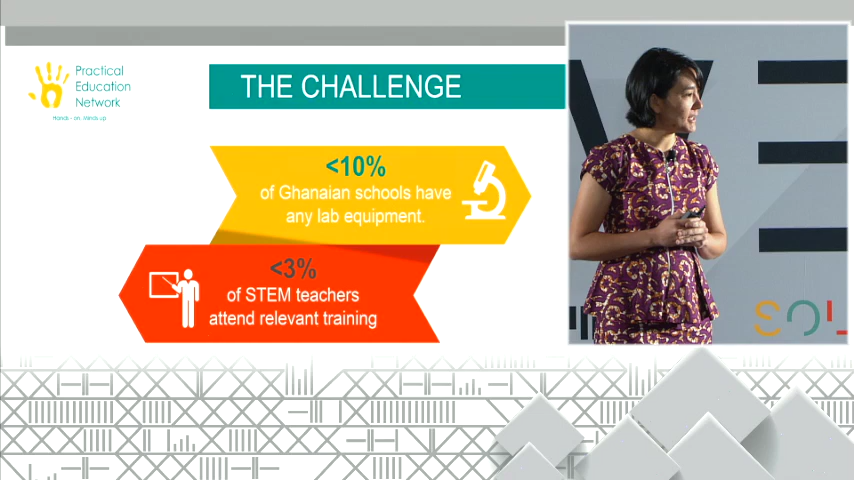 Practical
Education
Network
Hands - on Minds up
THE CHALLENGE
<10%
of Ghanaian schools have
any lab equipment.
<3%
of STEM teachers
attend relevant training
SOL